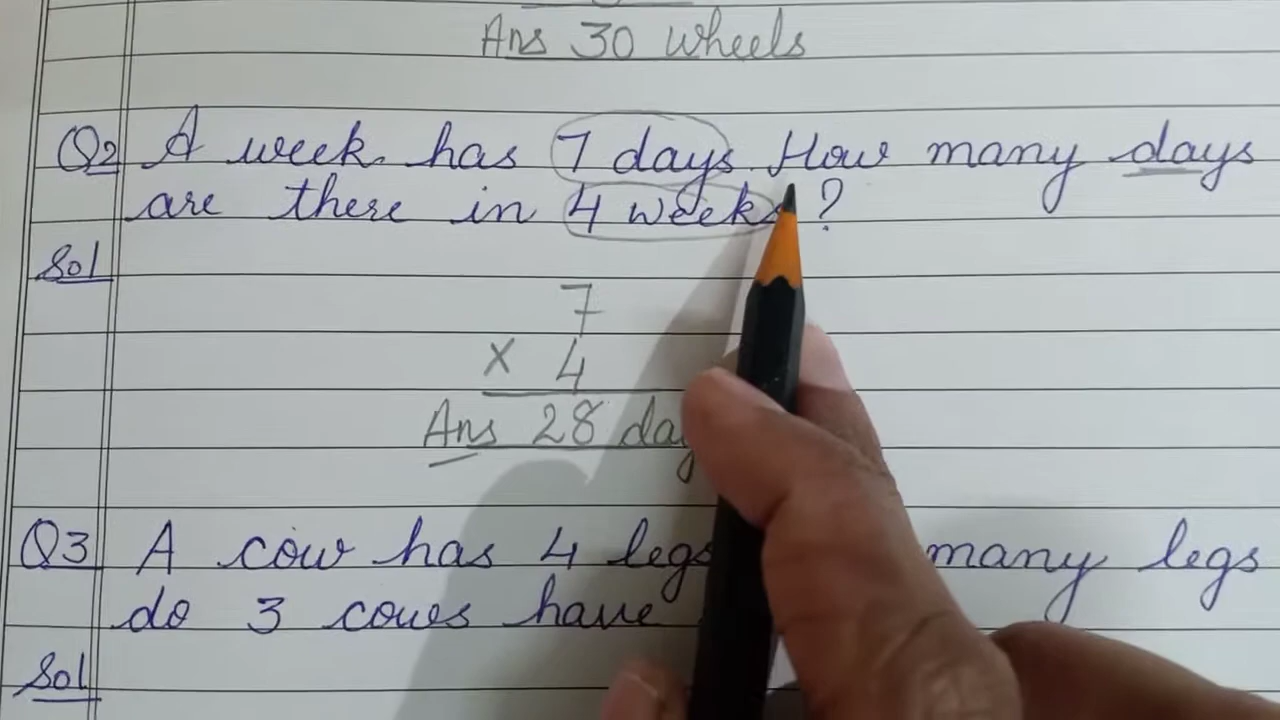 Ans 30 wheels
Q2 A week has 7 days. How many days
are there in 4 weeks ?
Sol
7
x 4
Ans 28
Q3 A cow has 4 legs many legs
do 3 cows have
Sol